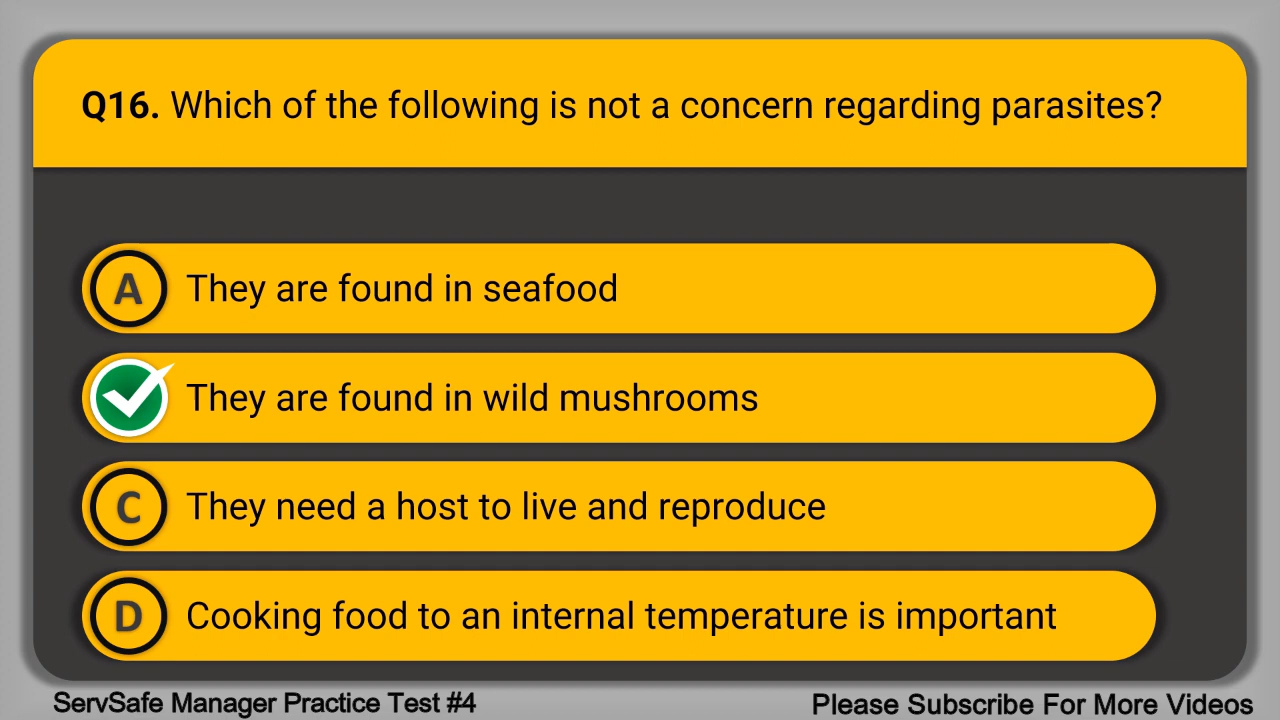 Q16. Which of the following is not a concern regarding parasites?
A They are found in seafood
They are found in wild mushrooms
C They need a host to live and reproduce
D Cooking food to an internal temperature is important
ServSafe Manager Practice Test #4
Please Subscribe For More Videos